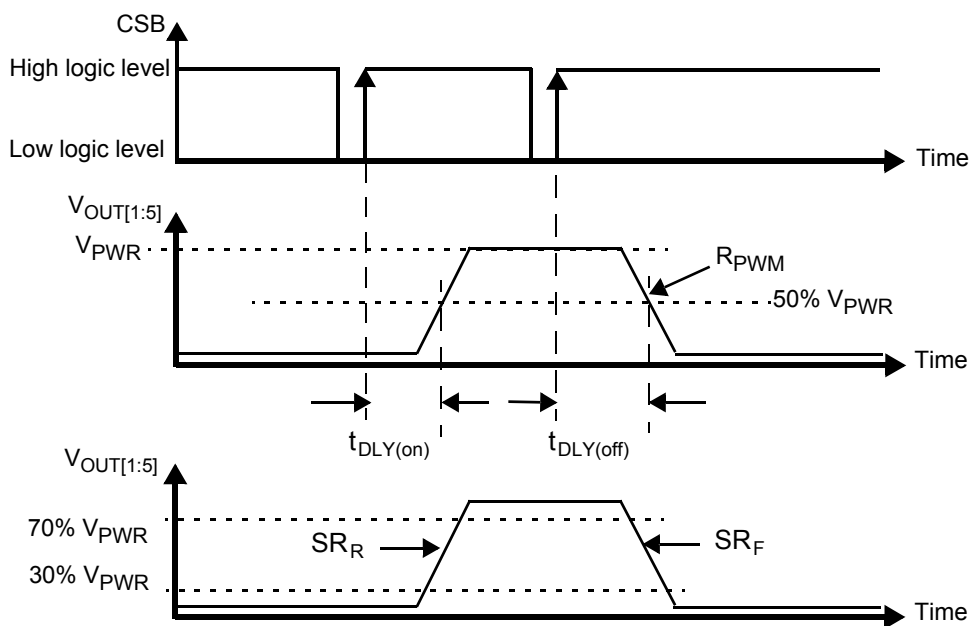 CSB
High logic level
Low logic level
Time
VOUT[1:5]
VPWR
RPWM
50% VPWR
Time
tDLY(on)
tDLY(off)
VOUT[1:5]
70% VPWR
SRR
SRF
30% VPWR
Time